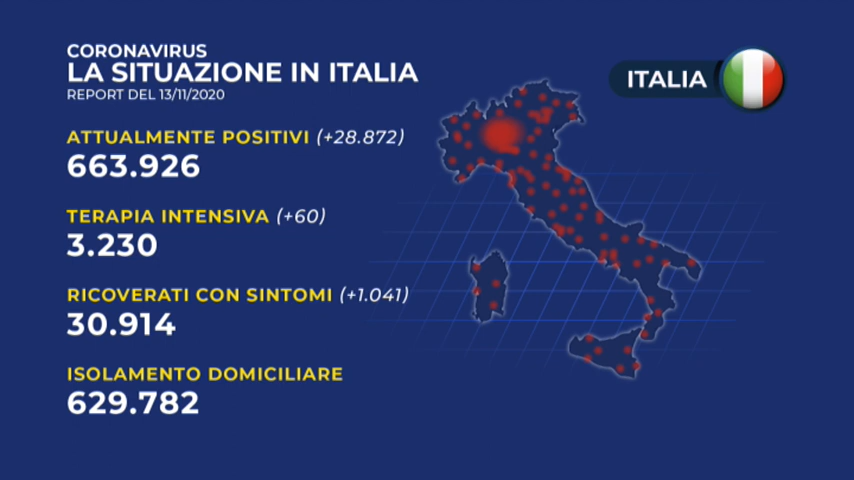 CORONAVIRUS
LA SITUAZIONE IN ITALIA
REPORT DEL 13/11/2020
ITALIA
ATTUALMENTE POSITIVI (+28.872)
663.926
TERAPIA INTENSIVA (+60)
3.230
RICOVERATI CON SINTOMI (+1.041)
30.914
ISOLAMENTO DOMICILIARE
629.782